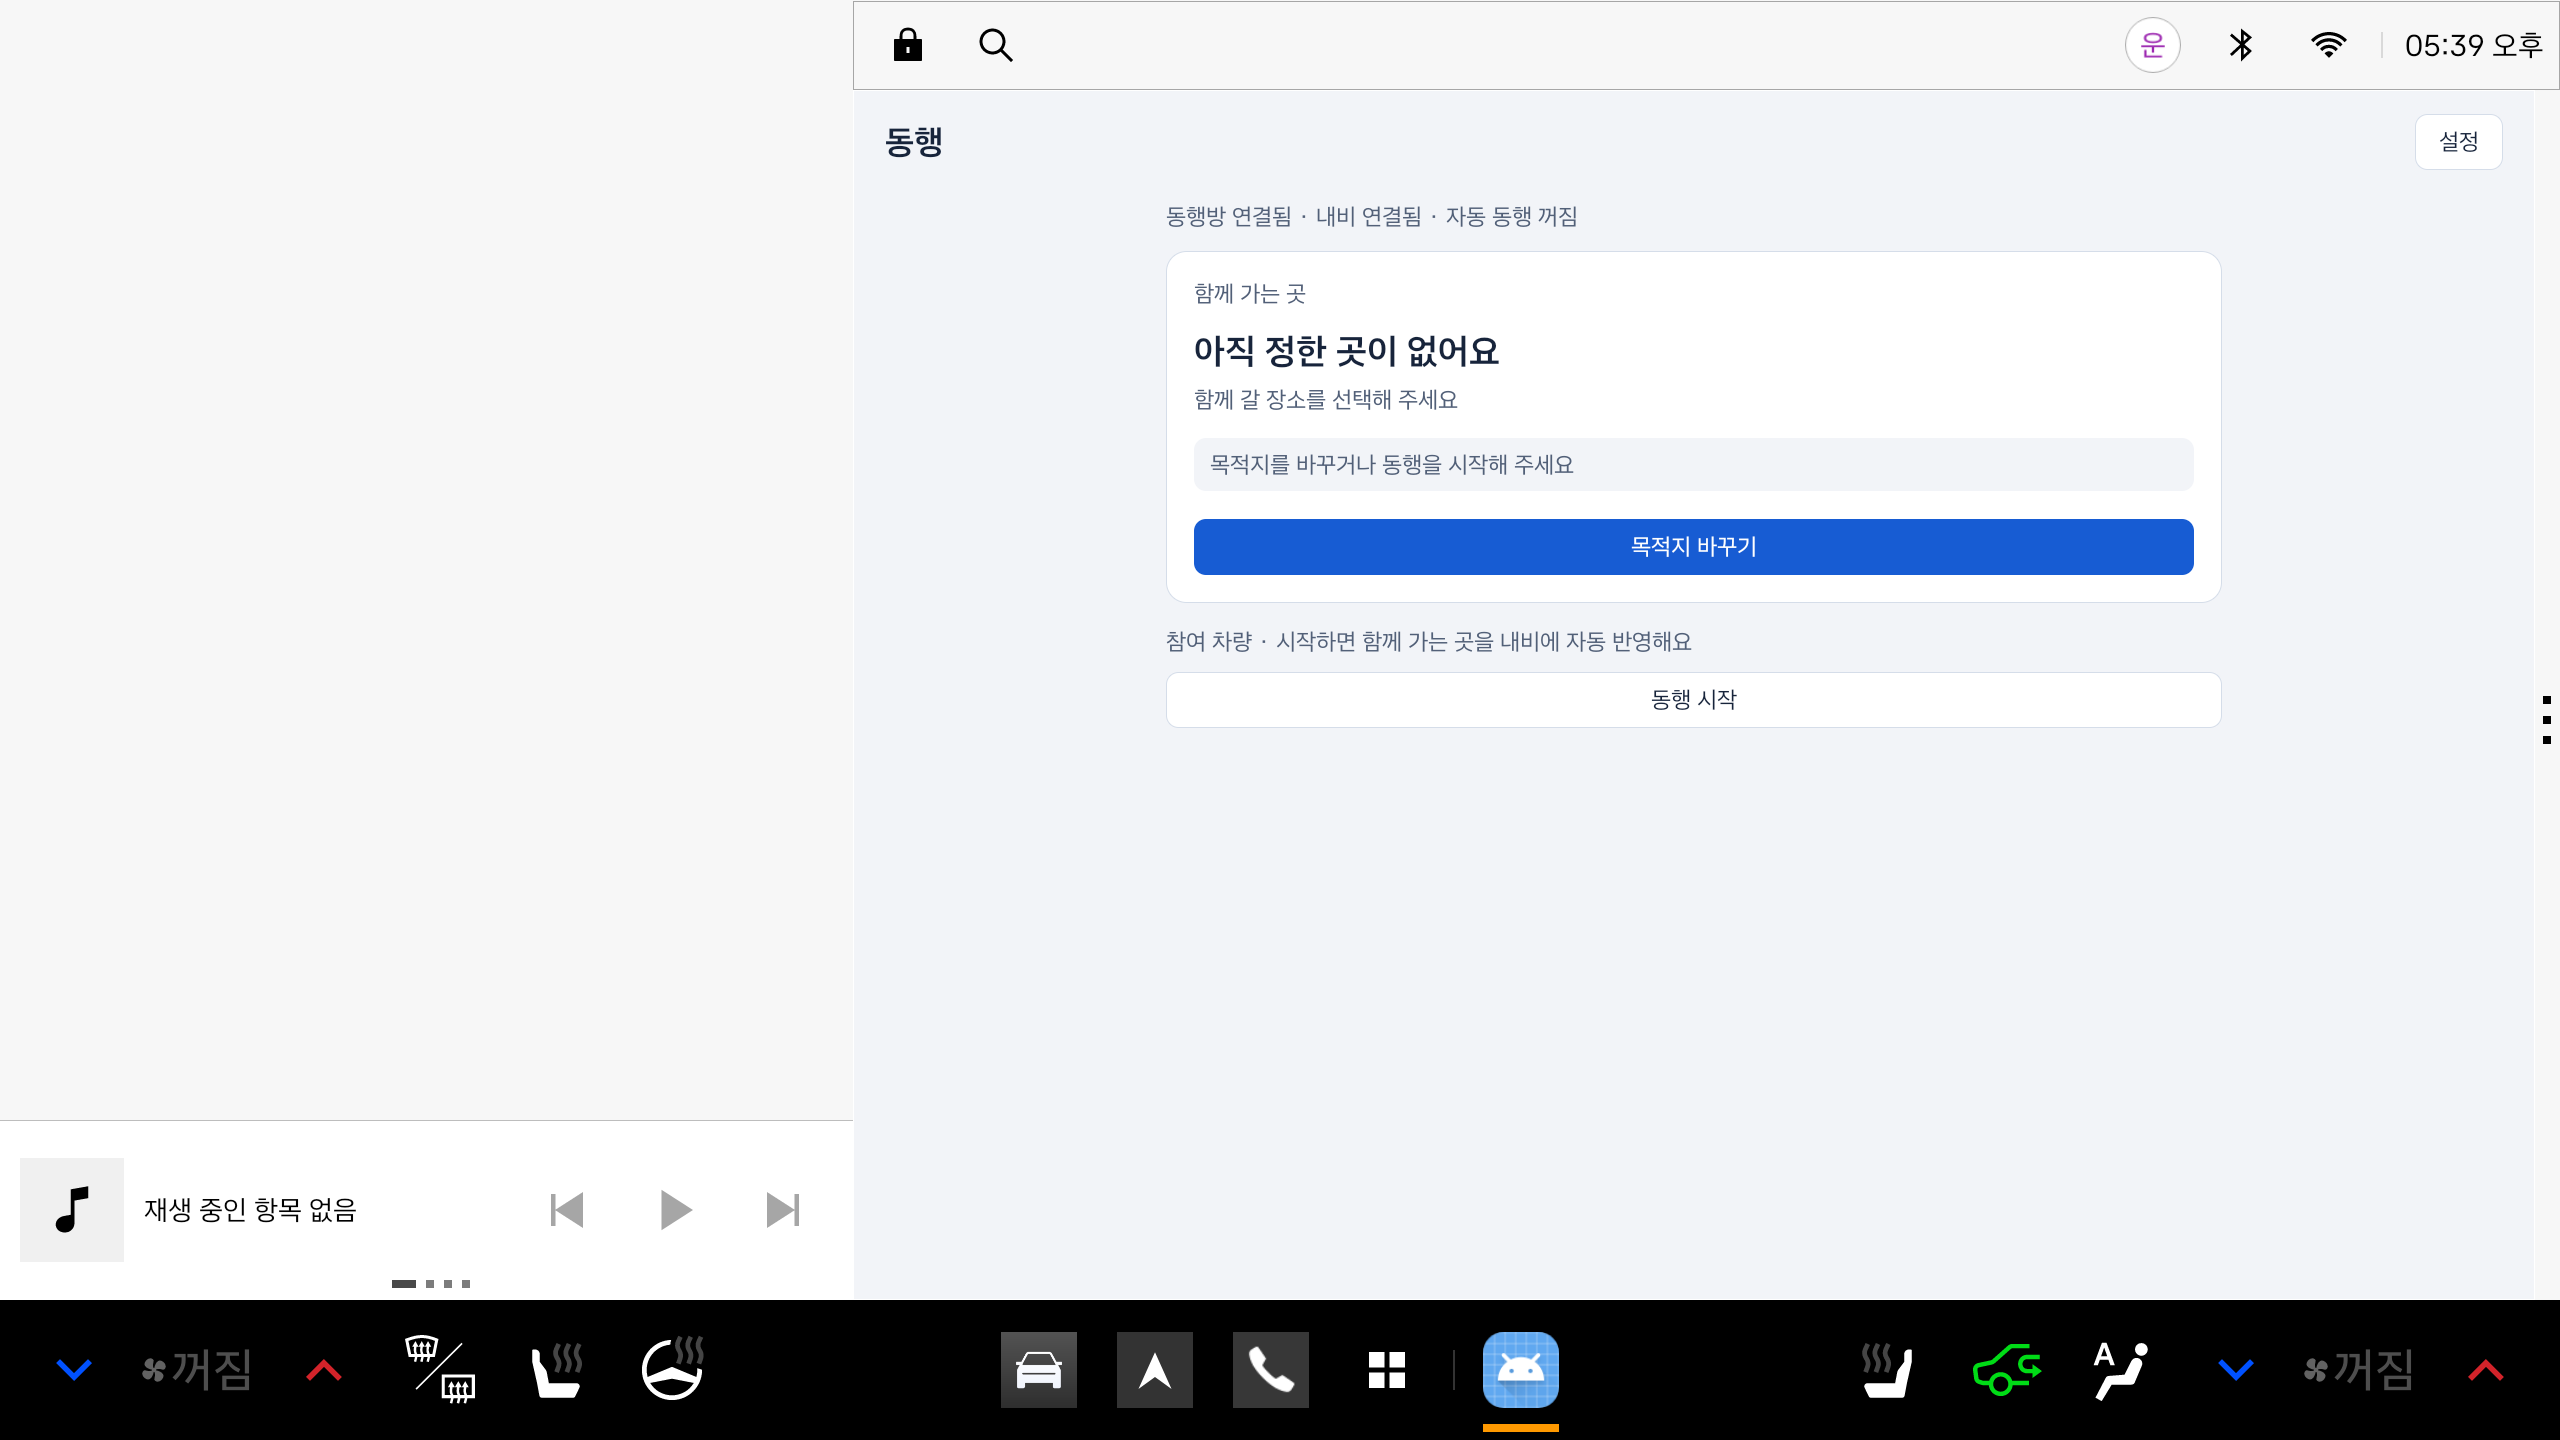 운
05:39 오후
동행
설정
동행방 연결됨 · 내비 연결됨 · 자동 동행 꺼짐
함께 가는 곳
아직 정한 곳이 없어요
함께 갈 장소를 선택해 주세요
목적지를 바꾸거나 동행을 시작해 주세요
목적지 바꾸기
참여 차량 · 시작하면 함께 가는 곳을 내비에 자동 반영해요
동행 시작
재생 중인 항목 없음
꺼짐
A
꺼짐